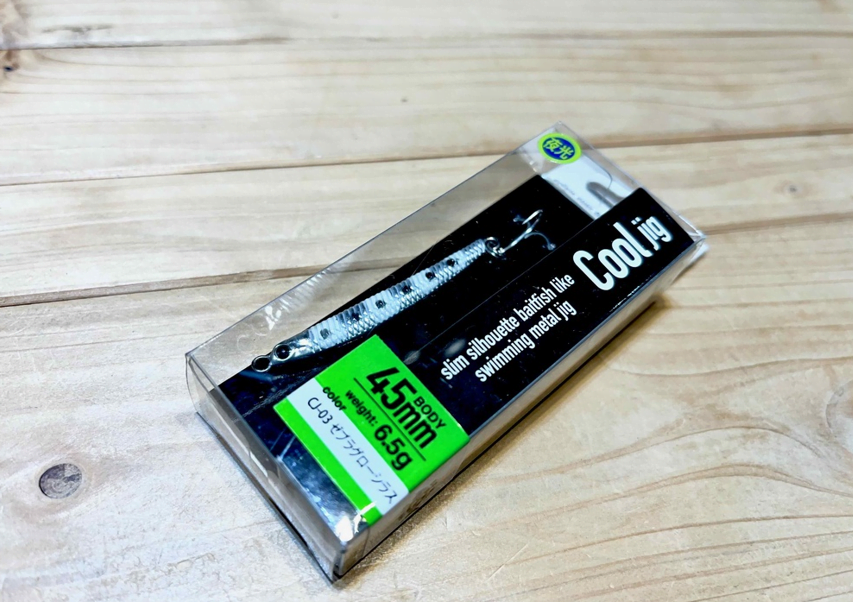 夜光
Cool jig
slim silhouette baitfish like
swimming metal jig
BODY
45mm
weight: 6.5g
color
CJ-03 ゼブラグローシラス